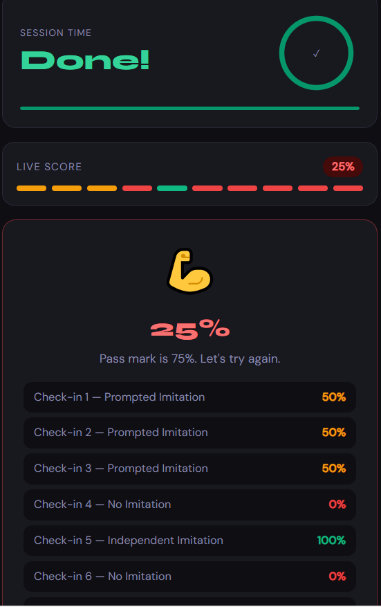 SESSION TIME
Done!
✓
LIVE SCORE 25%
25%
Pass mark is 75%. Let's try again.
Check-in 1 — Prompted Imitation 50%
Check-in 2 — Prompted Imitation 50%
Check-in 3 — Prompted Imitation 50%
Check-in 4 — No Imitation 0%
Check-in 5 — Independent Imitation 100%
Check-in 6 — No Imitation 0%